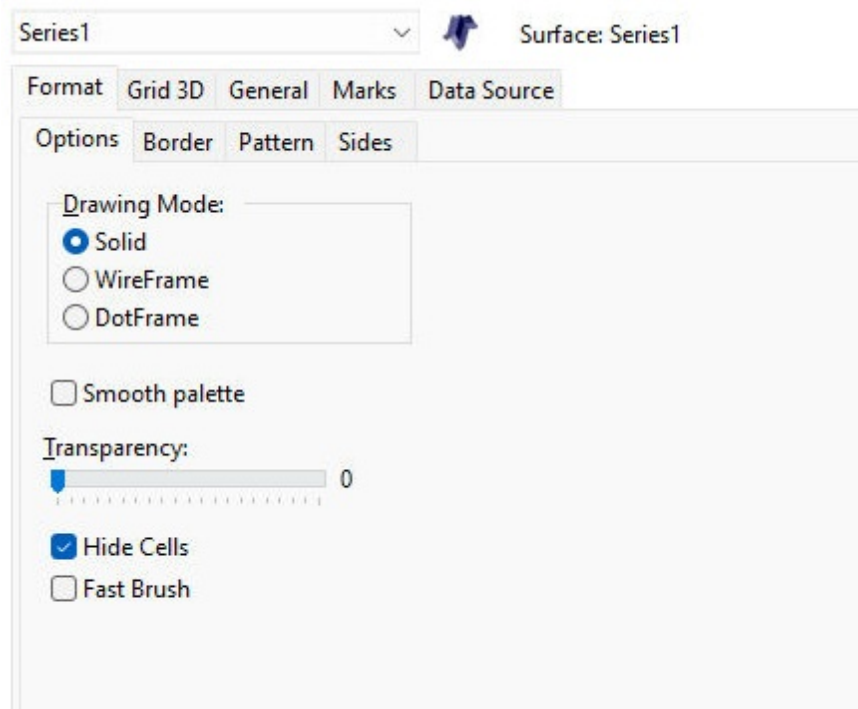 Series1 Surface: Series1
Format Grid 3D General Marks Data Source
Options Border Pattern Sides
Drawing Mode:
Solid
WireFrame
DotFrame
Smooth palette
Transparency:
0
Hide Cells
Fast Brush